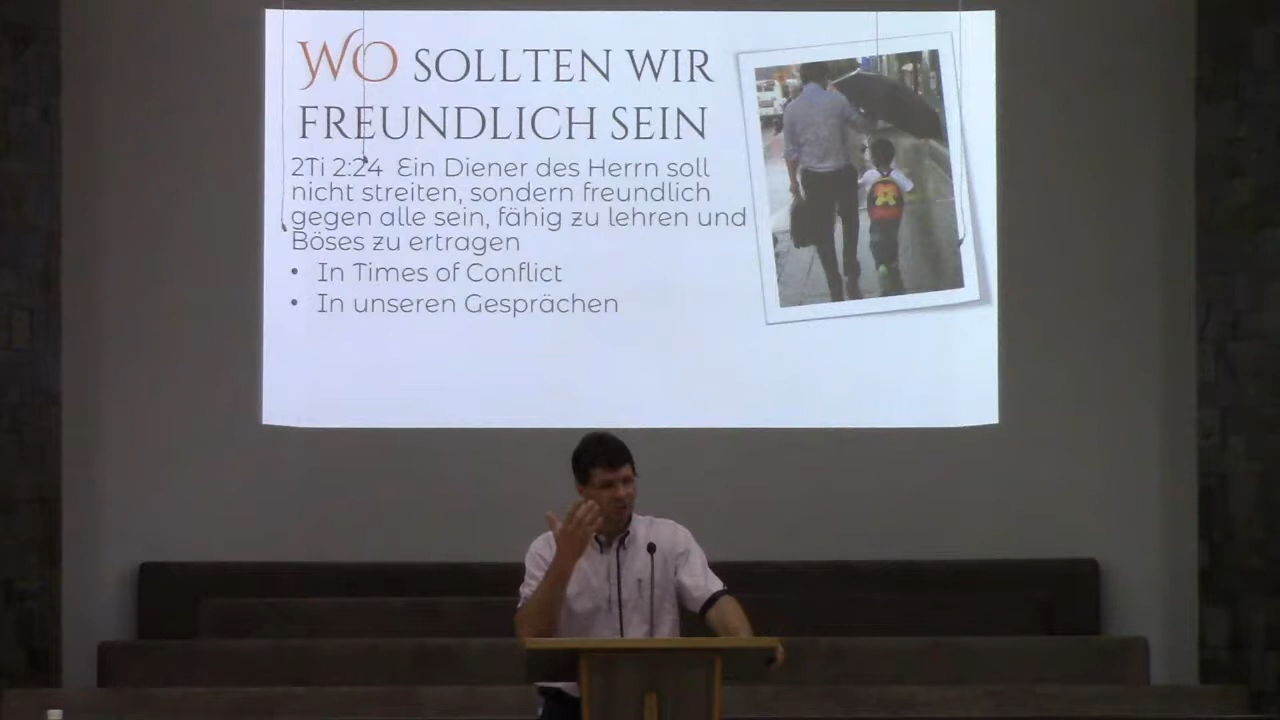 WO SOLLTEN WIR
FREUNDLICH SEIN
2Ti 2:24 Ein Diener des Herrn soll
nicht streiten, sondern freundlich
gegen alle sein, fähig zu lehren und
Böses zu ertragen
• In Times of Conflict
• In unseren Gesprächen